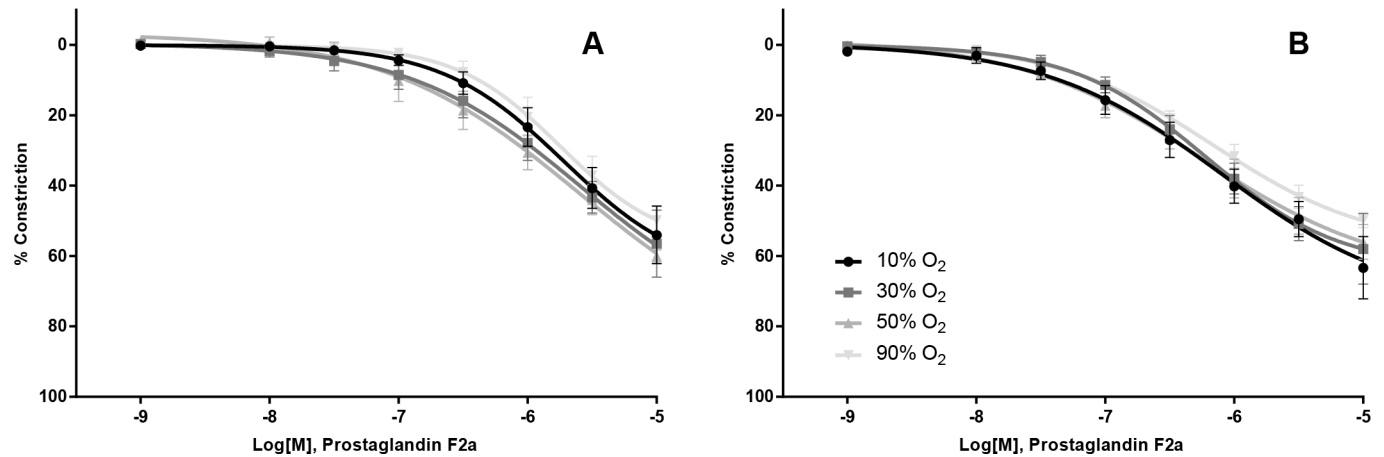 A
% Constriction
0
20
40
60
80
100
-9 -8 -7 -6 -5
Log[M], Prostaglandin F2a
B
% Constriction
0
20
40
60
80
100
10% O2
30% O2
50% O2
90% O2
-9 -8 -7 -6 -5
Log[M], Prostaglandin F2a